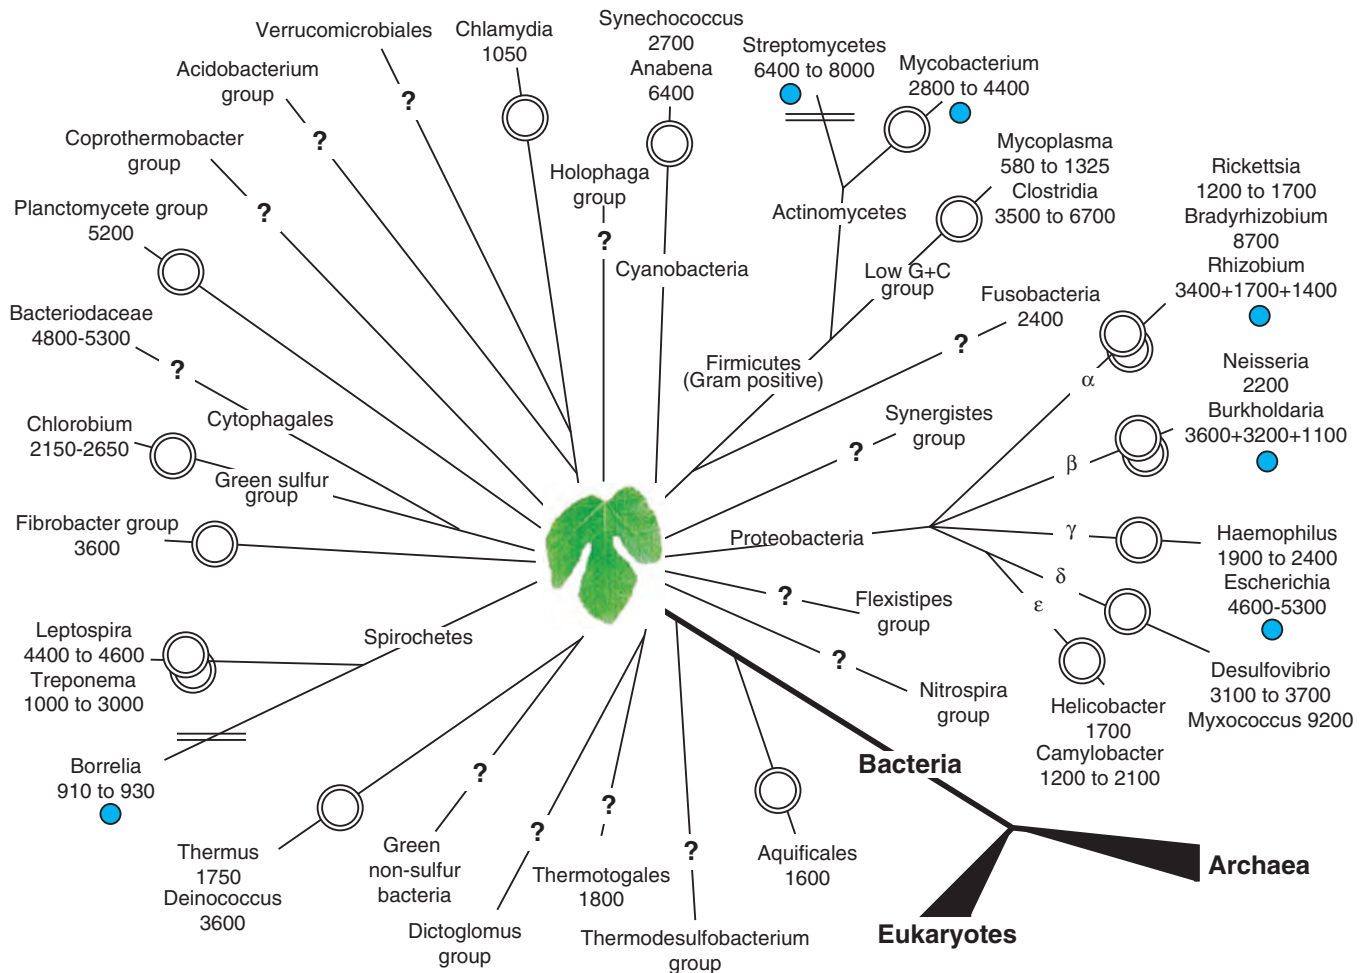 Verrucomicrobiales
?
Acidobacterium
group
?
Coprothermobacter
group
?
Planctomycete group
5200
Bacteriodaceae
4800-5300
?
Cytophagales
Chlorobium
2150-2650
Green sulfur
group
Fibrobacter group
3600
Leptospira
4400 to 4600
Treponema
1000 to 3000
Spirochetes
Borrelia
910 to 930
Thermus
1750
Deinococcus
3600
?
Green
non-sulfur
bacteria
?
Dictoglomus
group
?
Thermotogales
1800
?
Thermodesulfobacterium
group
Aquificales
1600
Chlamydia
1050
Holophaga
group
?
Synechococcus
2700
Anabena
6400
Cyanobacteria
Streptomycetes
6400 to 8000
Mycobacterium
2800 to 4400
Actinomycetes
Mycoplasma
580 to 1325
Clostridia
3500 to 6700
Low G+C
group
Firmicutes
(Gram positive)
Fusobacteria
2400
?
Synergistes
group
?
Proteobacteria
Rickettsia
1200 to 1700
Bradyrhizobium
8700
Rhizobium
3400+1700+1400
α
Neisseria
2200
Burkholdaria
3600+3200+1100
β
γ
Haemophilus
1900 to 2400
Escherichia
4600-5300
δ
Desulfovibrio
3100 to 3700
Myxococcus 9200
ε
Helicobacter
1700
Camylobacter
1200 to 2100
?
Flexistipes
group
?
Nitrospira
group
Bacteria
Archaea
Eukaryotes